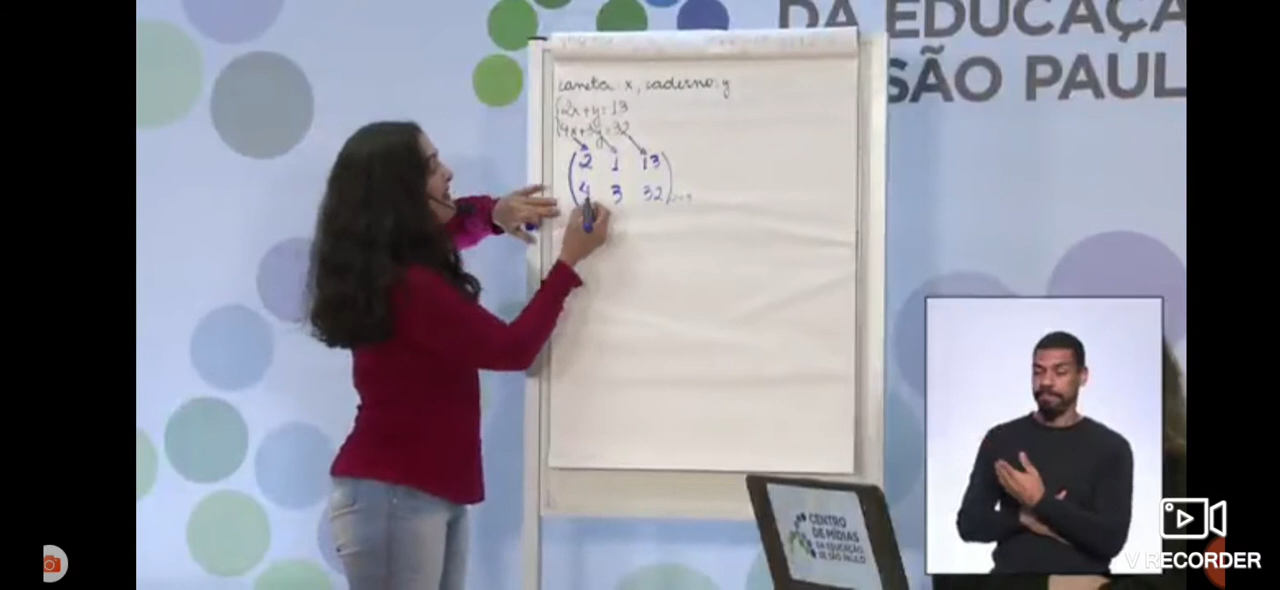 DA EDUCAÇÃ
SÃO PAUL
caneta: x, caderno: y
2x+y=13
4x+3y=32
2 1 13
4 3 32
CENTRO
DE MÍDIAS
DA EDUCAÇÃO
DE SÃO PAULO
V RECORDER